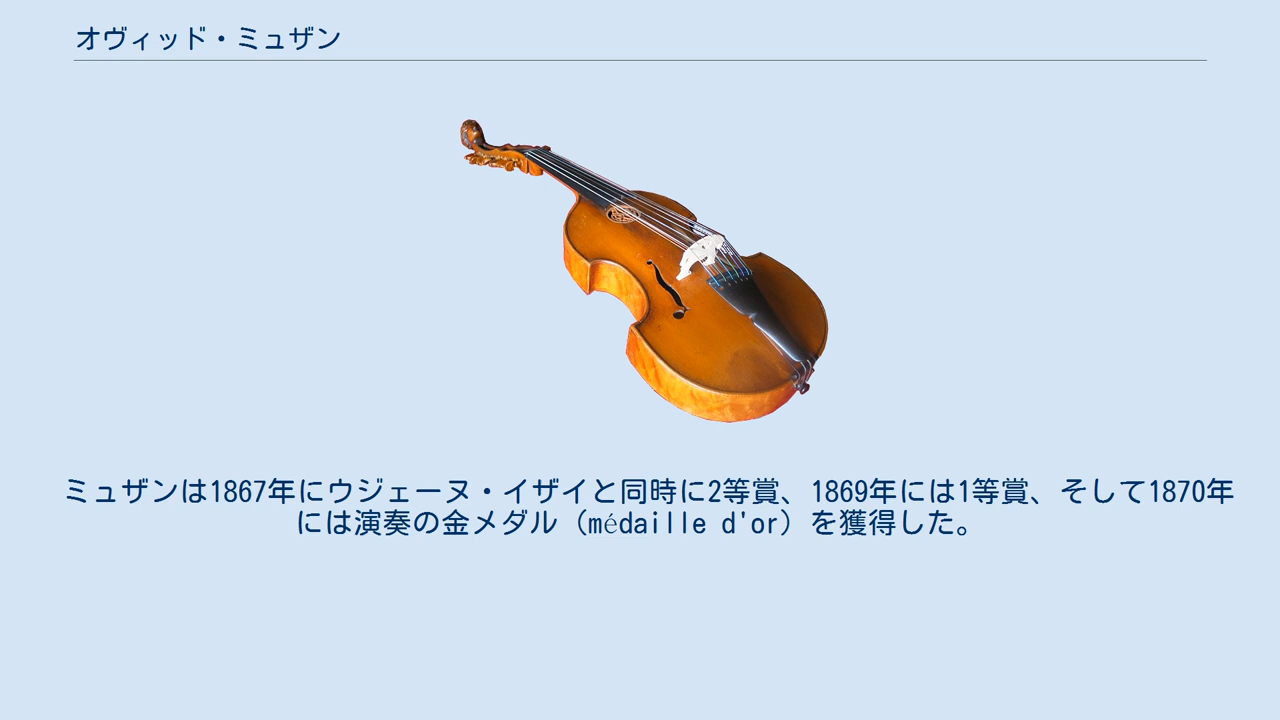 オヴィッド・ミュザン
ミュザンは1867年にウジェーヌ・イザイと同時に2等賞、1869年には1等賞、そして1870年
には演奏の金メダル（médaille d'or）を獲得した。